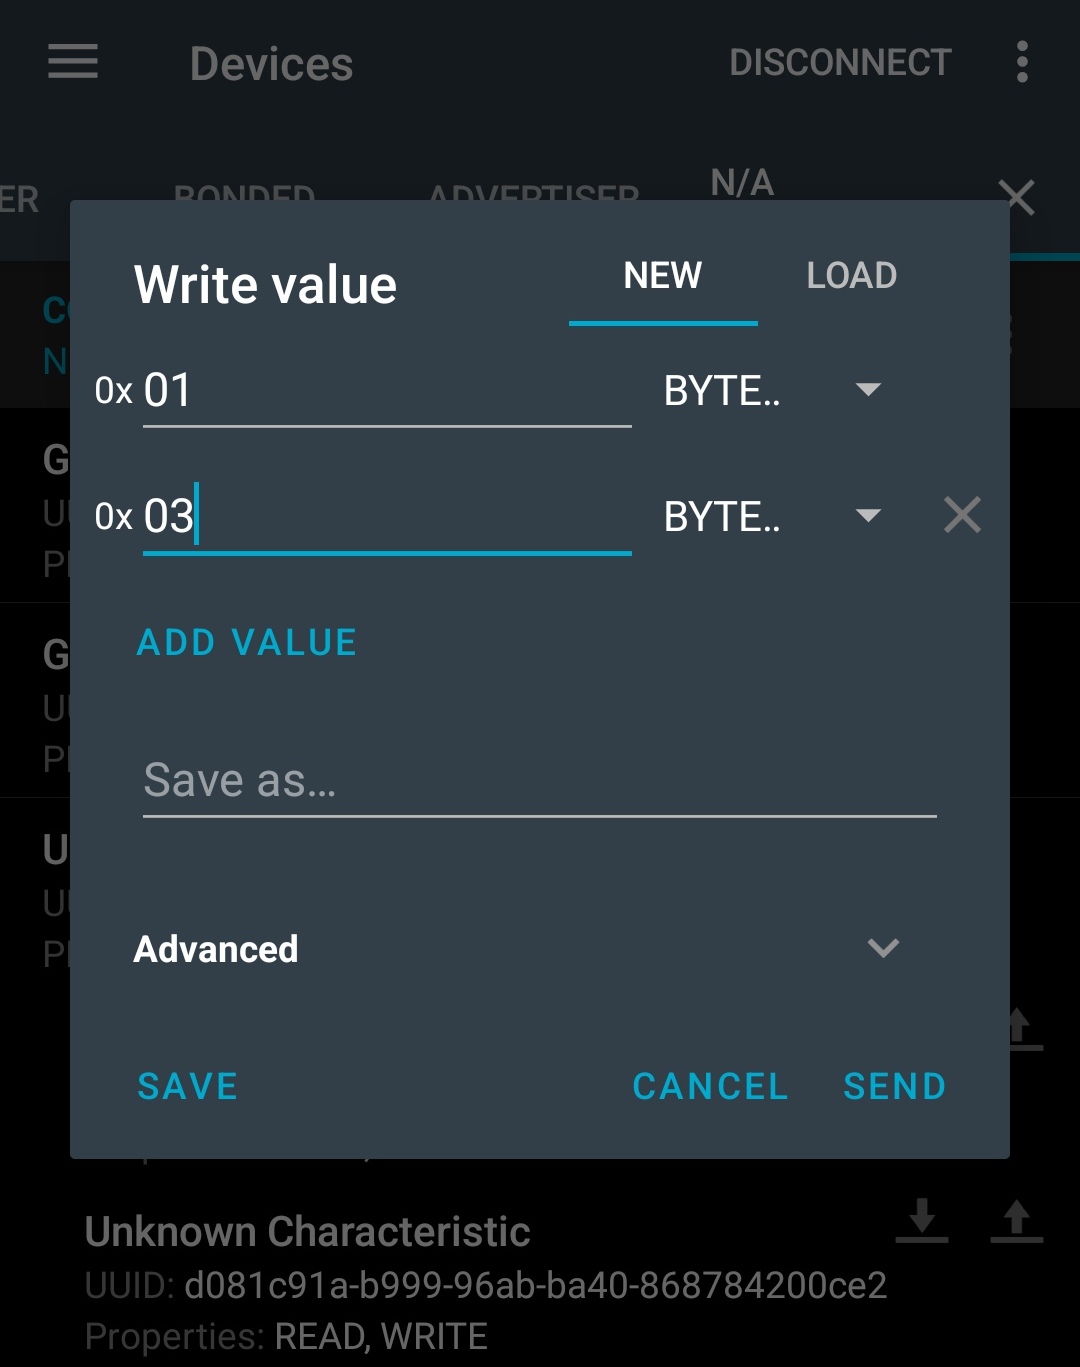 Devices
DISCONNECT
ER
BONDED
ADVERTISER
N/A
Write value
NEW
LOAD
0x 01
BYTE..
0x 03
BYTE..
ADD VALUE
Save as...
Advanced
SAVE
CANCEL
SEND
Unknown Characteristic
UUID: d081c91a-b999-96ab-ba40-868784200ce2
Properties: READ, WRITE